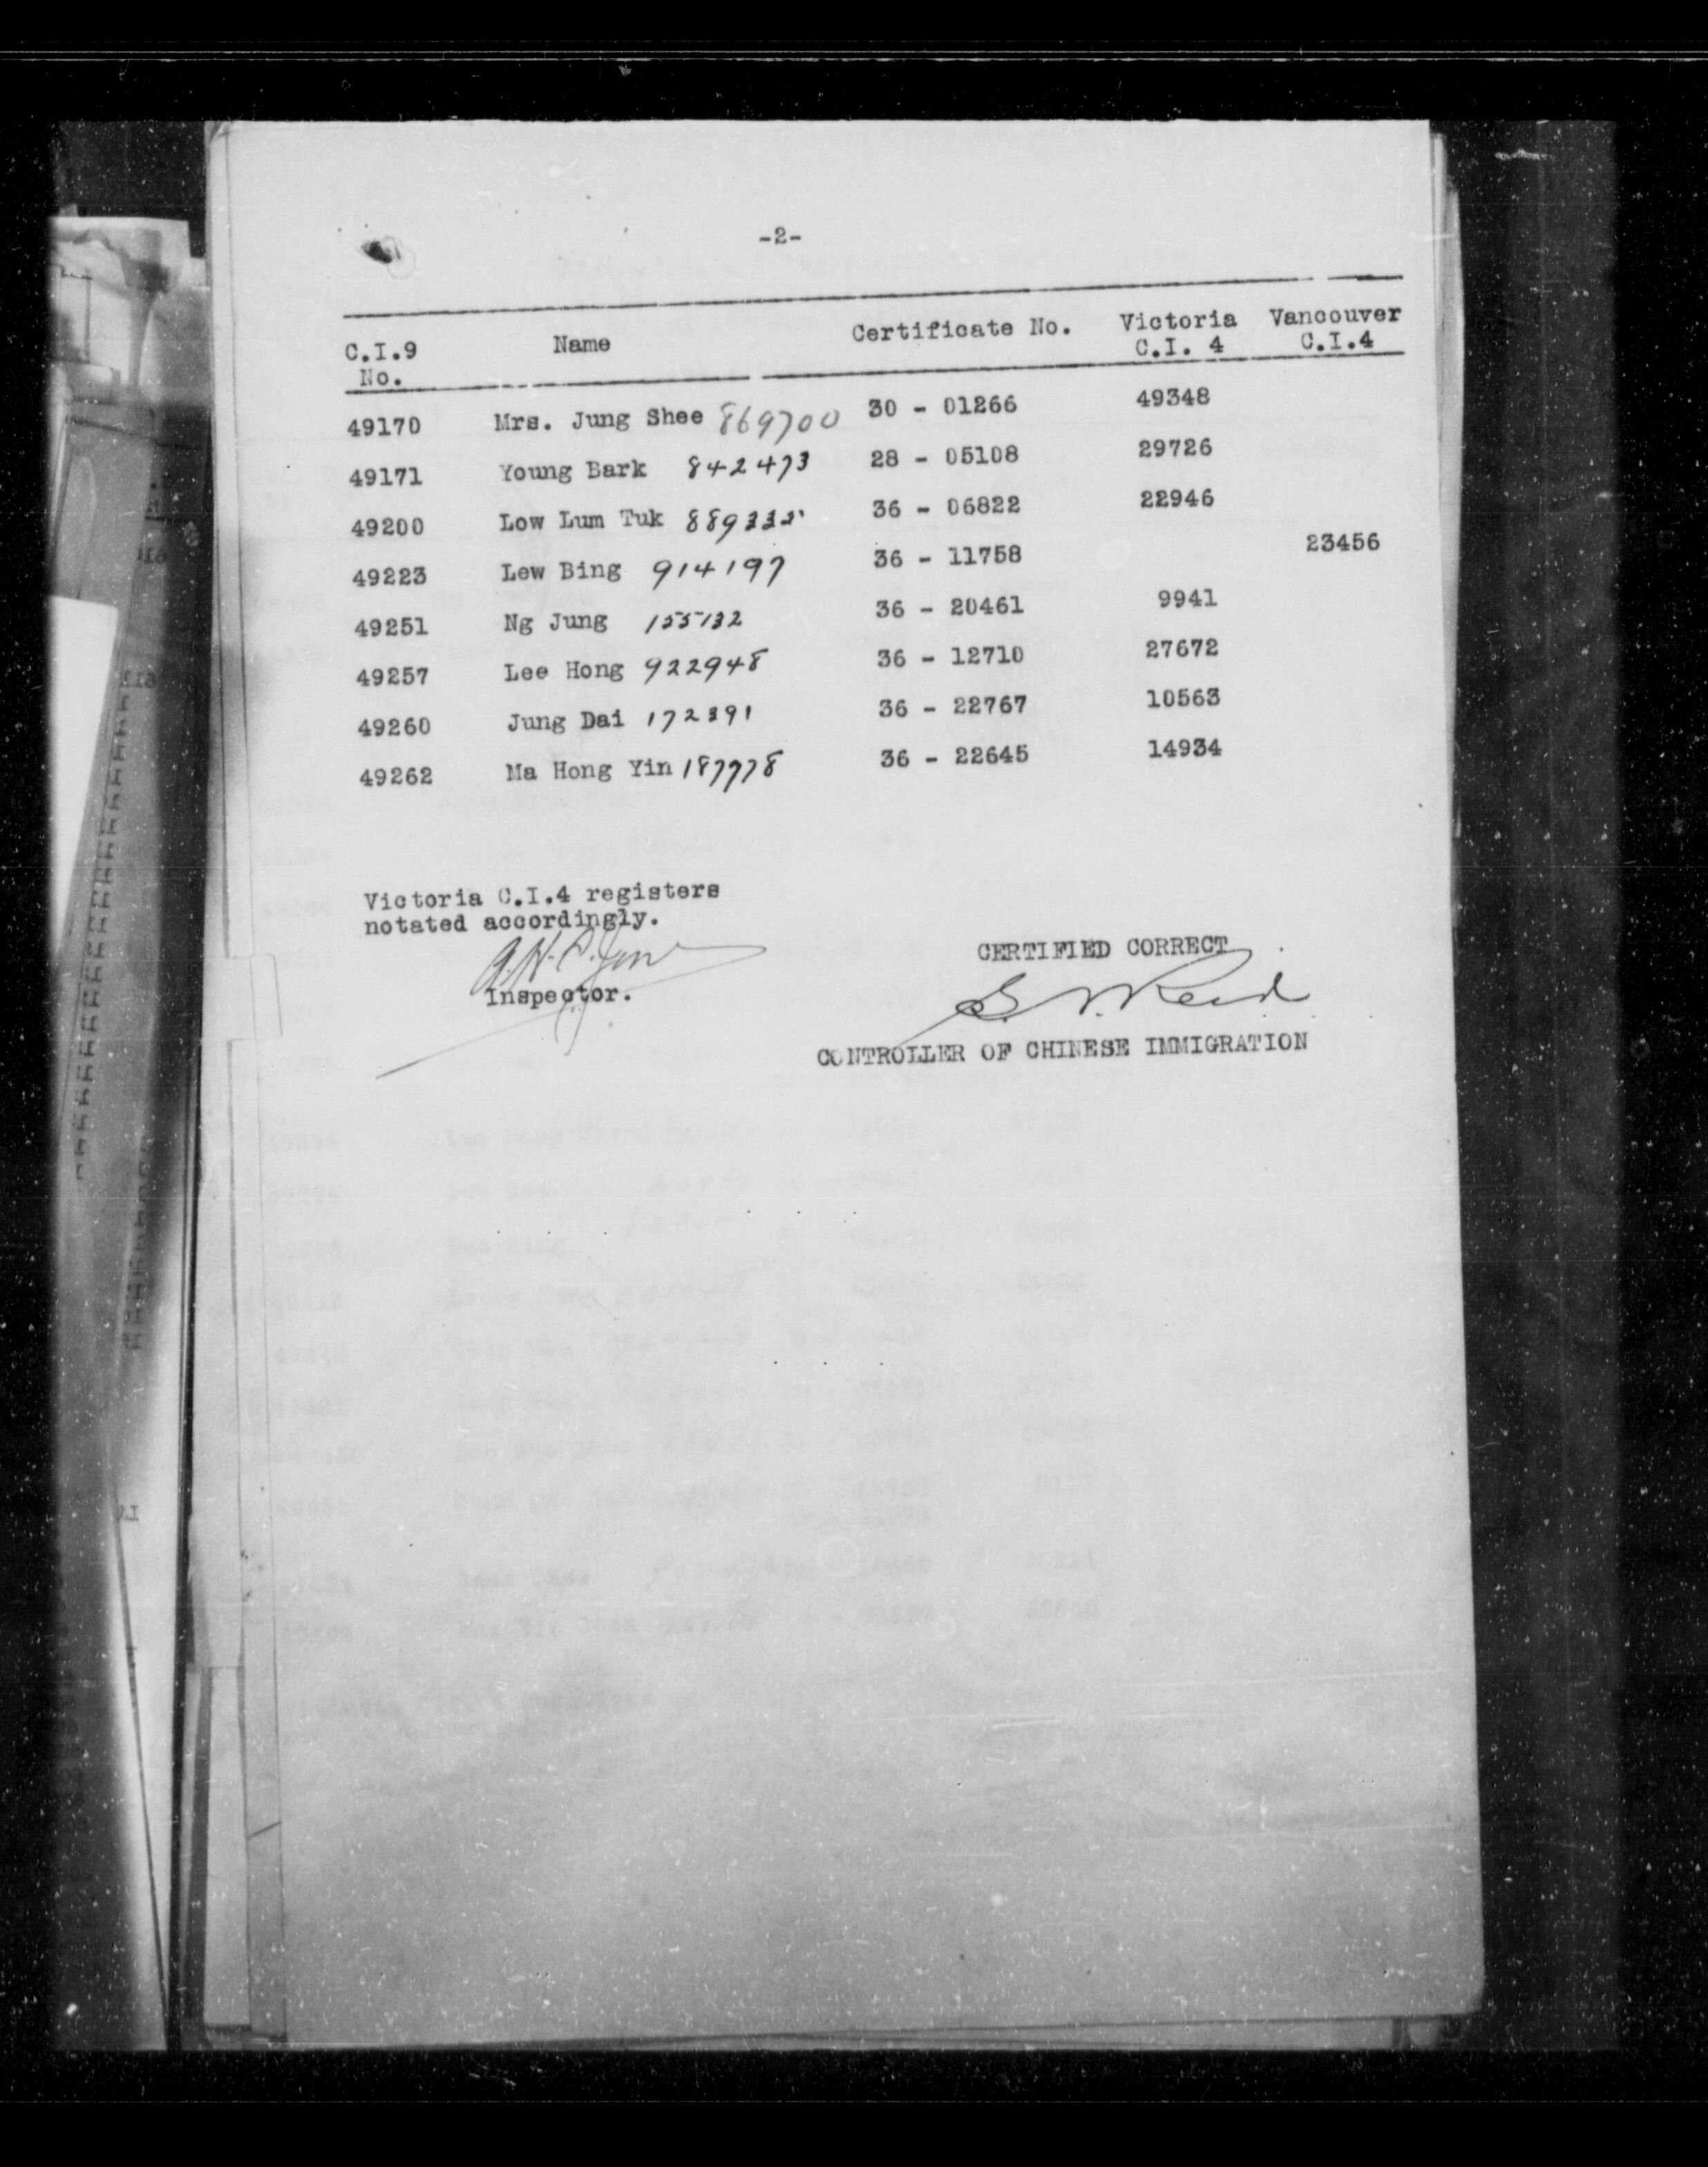 -2-
C.I.9 No. Name Certificate No. Victoria C.I. 4 Vancouver C.I.4
49170 Mrs. Jung Shee 869700 30 - 01266 49348
49171 Young Bark 842473 28 - 05108 29726
49200 Low Lum Tuk 36 - 06822 22946
49223 Lew Bing 914197 36 - 11758 23456
49251 Ng Jung 155132 36 - 20461 9941
49257 Lee Hong 922948 36 - 12710 27672
49260 Jung Dai 172391 36 - 22767 10563
49262 Ma Hong Yin 187778 36 - 22645 14934
Victoria C.I.4 registers
notated accordingly.
Inspector.
CERTIFIED CORRECT
CONTROLLER OF CHINESE IMMIGRATION